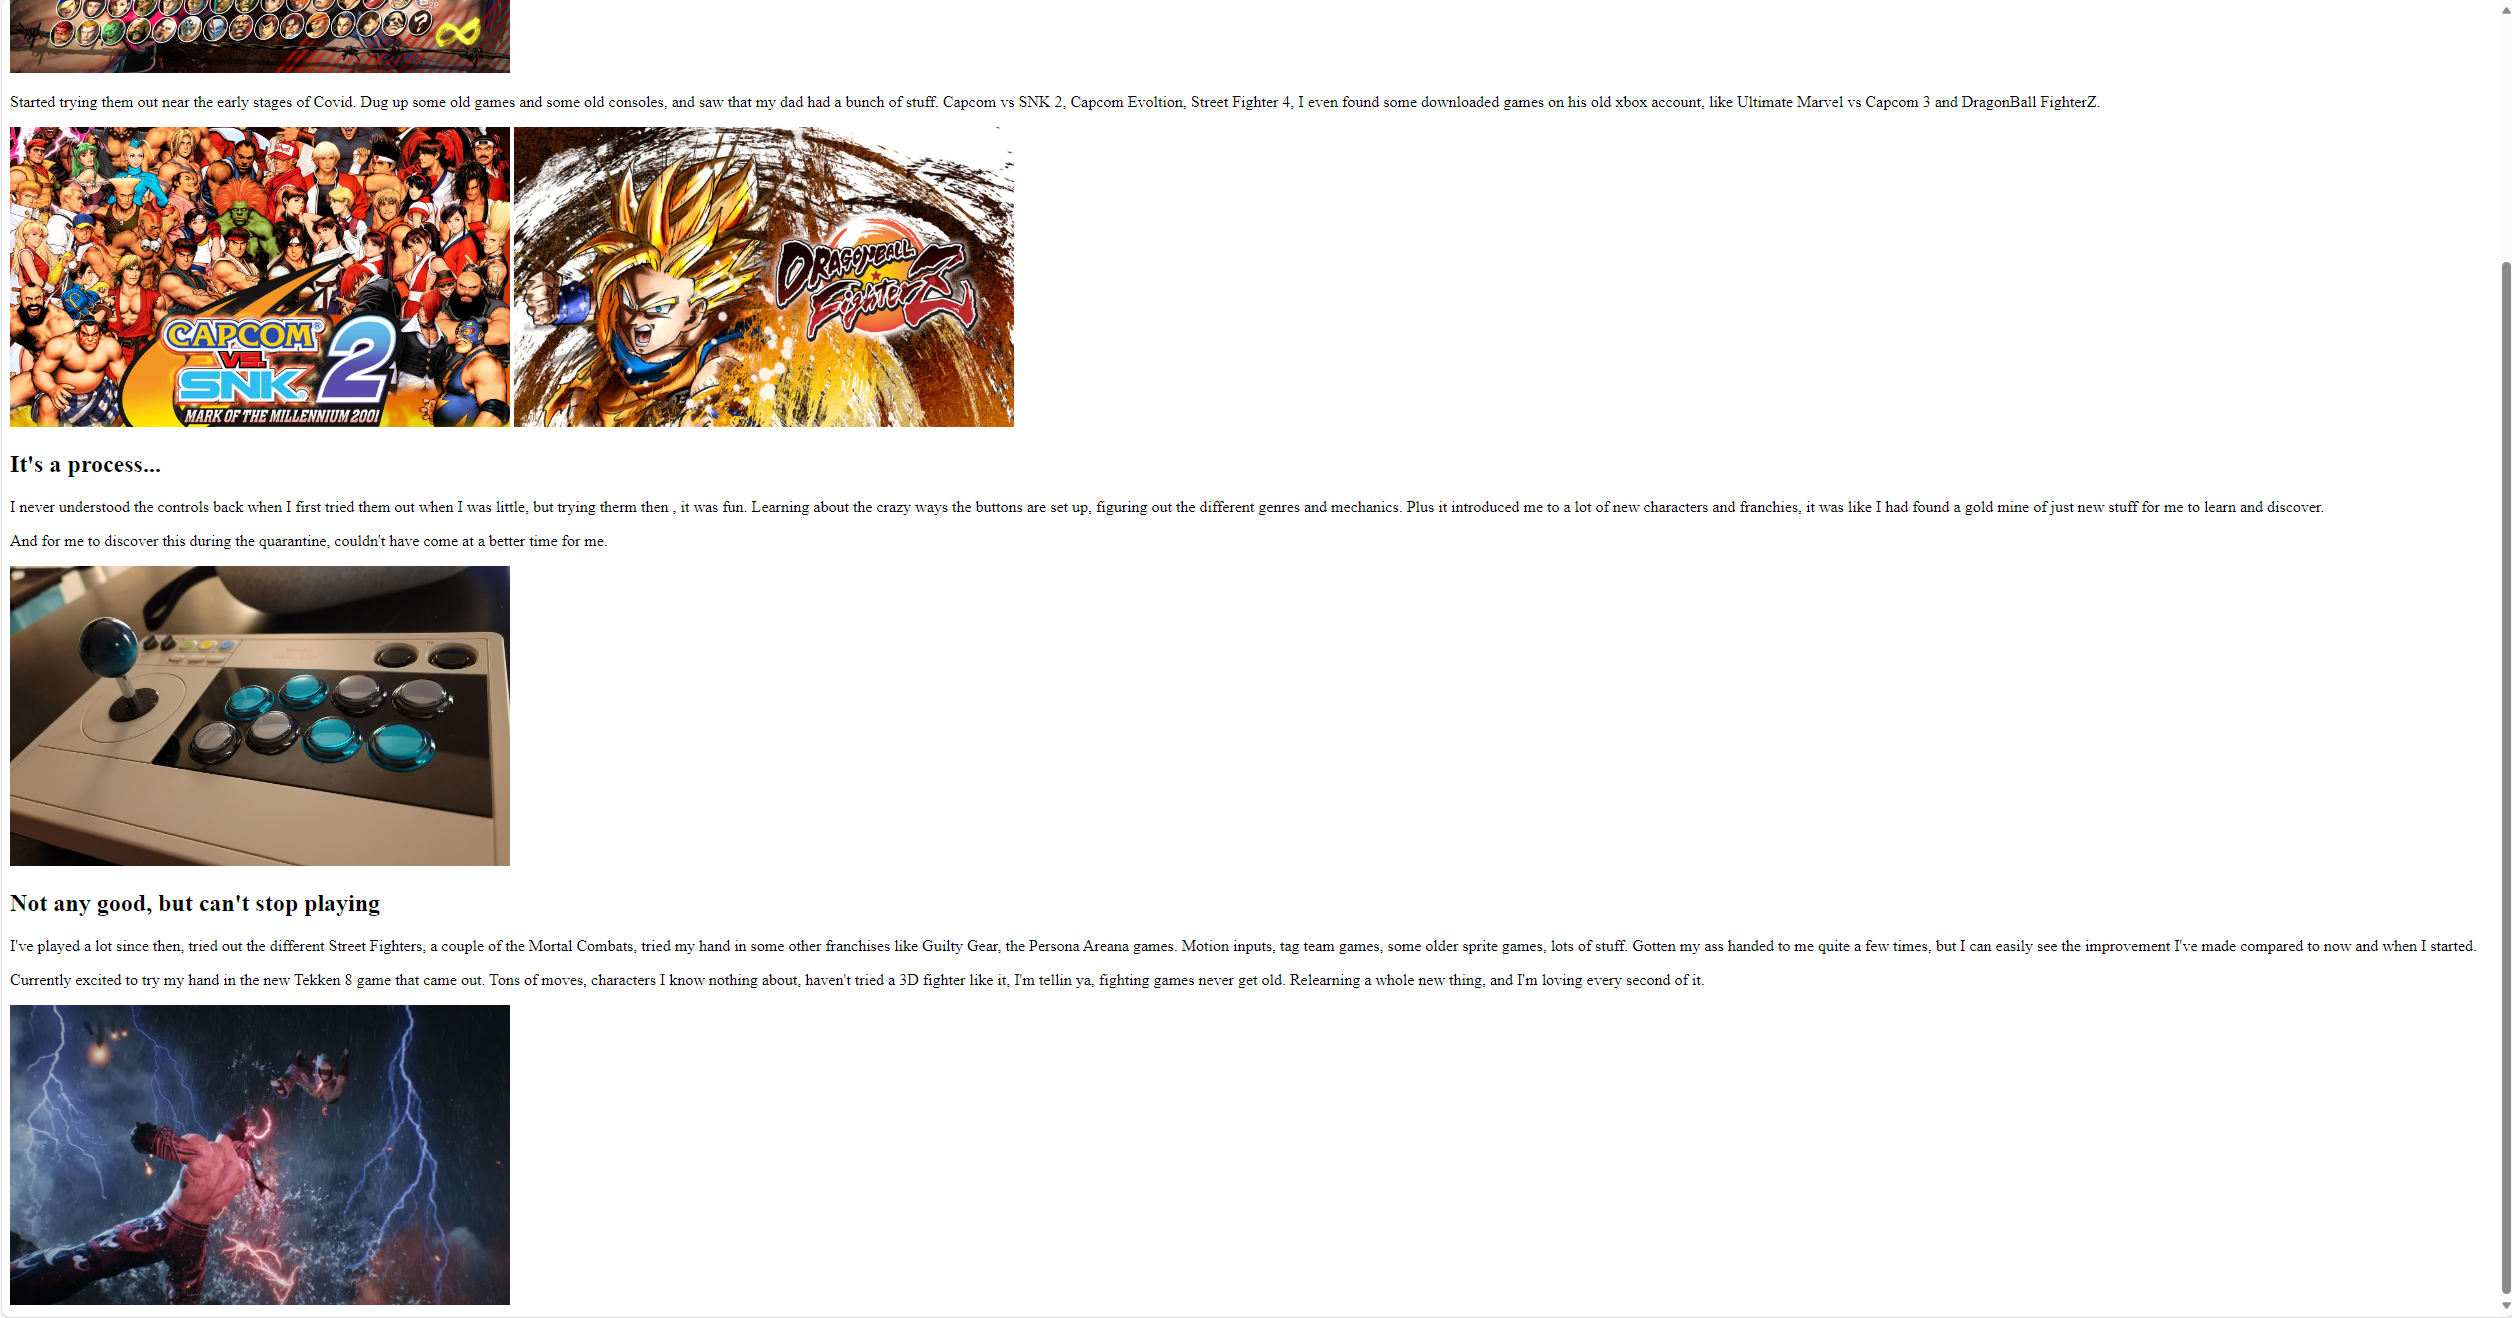 Started trying them out near the early stages of Covid. Dug up some old games and some old consoles, and saw that my dad had a bunch of stuff. Capcom vs SNK 2, Capcom Evoltion, Street Fighter 4, I even found some downloaded games on his old xbox account, like Ultimate Marvel vs Capcom 3 and DragonBall FighterZ.
CAPCOM
VS.
SNK 2
MARK OF THE MILLENNIUM 2001
DRAGONBALL
FighterZ
It's a process...
I never understood the controls back when I first tried them out when I was little, but trying therm then , it was fun. Learning about the crazy ways the buttons are set up, figuring out the different genres and mechanics. Plus it introduced me to a lot of new characters and franchies, it was like I had found a gold mine of just new stuff for me to learn and discover.
And for me to discover this during the quarantine, couldn't have come at a better time for me.
Not any good, but can't stop playing
I've played a lot since then, tried out the different Street Fighters, a couple of the Mortal Combats, tried my hand in some other franchises like Guilty Gear, the Persona Areana games. Motion inputs, tag team games, some older sprite games, lots of stuff. Gotten my ass handed to me quite a few times, but I can easily see the improvement I've made compared to now and when I started.
Currently excited to try my hand in the new Tekken 8 game that came out. Tons of moves, characters I know nothing about, haven't tried a 3D fighter like it, I'm tellin ya, fighting games never get old. Relearning a whole new thing, and I'm loving every second of it.